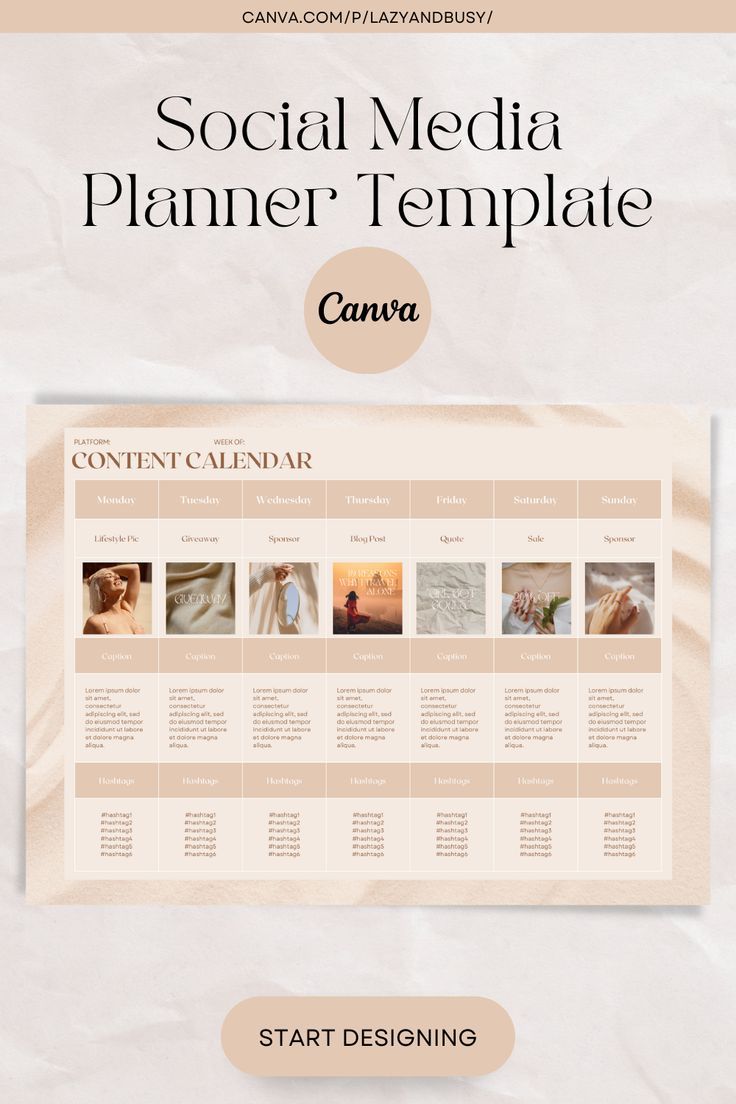 CANVA.COM/P/LAZYANDBUSY/
Social Media
Planner Template
Canva
PLATFORM: WEEK OF:
CONTENT CALENDAR
Monday Tuesday Wednesday Thursday Friday Saturday Sunday
Lifestyle Pic Giveaway Sponsor Blog Post Quote Sale Sponsor
GIVEAWAY
REASONS
WHY I TRAVEL
ALONE
OFF
Caption Caption Caption Caption Caption Caption Caption
Lorem ipsum dolor Lorem ipsum dolor Lorem ipsum dolor Lorem ipsum dolor Lorem ipsum dolor Lorem ipsum dolor Lorem ipsum dolor
sit amet, sit amet, sit amet, sit amet, sit amet, sit amet, sit amet,
consectetur consectetur consectetur consectetur consectetur consectetur consectetur
adipiscing elit, sed adipiscing elit, sed adipiscing elit, sed adipiscing elit, sed adipiscing elit, sed adipiscing elit, sed adipiscing elit, sed
do eiusmod tempor do eiusmod tempor do eiusmod tempor do eiusmod tempor do eiusmod tempor do eiusmod tempor do eiusmod tempor
incididunt ut labore incididunt ut labore incididunt ut labore incididunt ut labore incididunt ut labore incididunt ut labore incididunt ut labore
et dolore magna et dolore magna et dolore magna et dolore magna et dolore magna et dolore magna et dolore magna
aliqua. aliqua. aliqua. aliqua. aliqua. aliqua. aliqua.
Hashtags Hashtags Hashtags Hashtags Hashtags Hashtags Hashtags
#hashtag1 #hashtag1 #hashtag1 #hashtag1 #hashtag1 #hashtag1 #hashtag1
#hashtag2 #hashtag2 #hashtag2 #hashtag2 #hashtag2 #hashtag2 #hashtag2
#hashtag3 #hashtag3 #hashtag3 #hashtag3 #hashtag3 #hashtag3 #hashtag3
#hashtag4 #hashtag4 #hashtag4 #hashtag4 #hashtag4 #hashtag4 #hashtag4
#hashtag5 #hashtag5 #hashtag5 #hashtag5 #hashtag5 #hashtag5 #hashtag5
#hashtag6 #hashtag6 #hashtag6 #hashtag6 #hashtag6 #hashtag6 #hashtag6
START DESIGNING